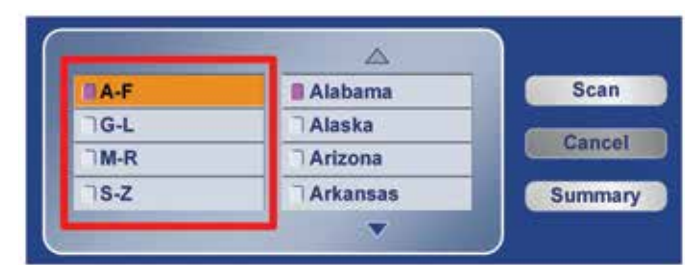 A-F
G-L
M-R
S-Z
Alabama
Alaska
Arizona
Arkansas
Scan
Cancel
Summary